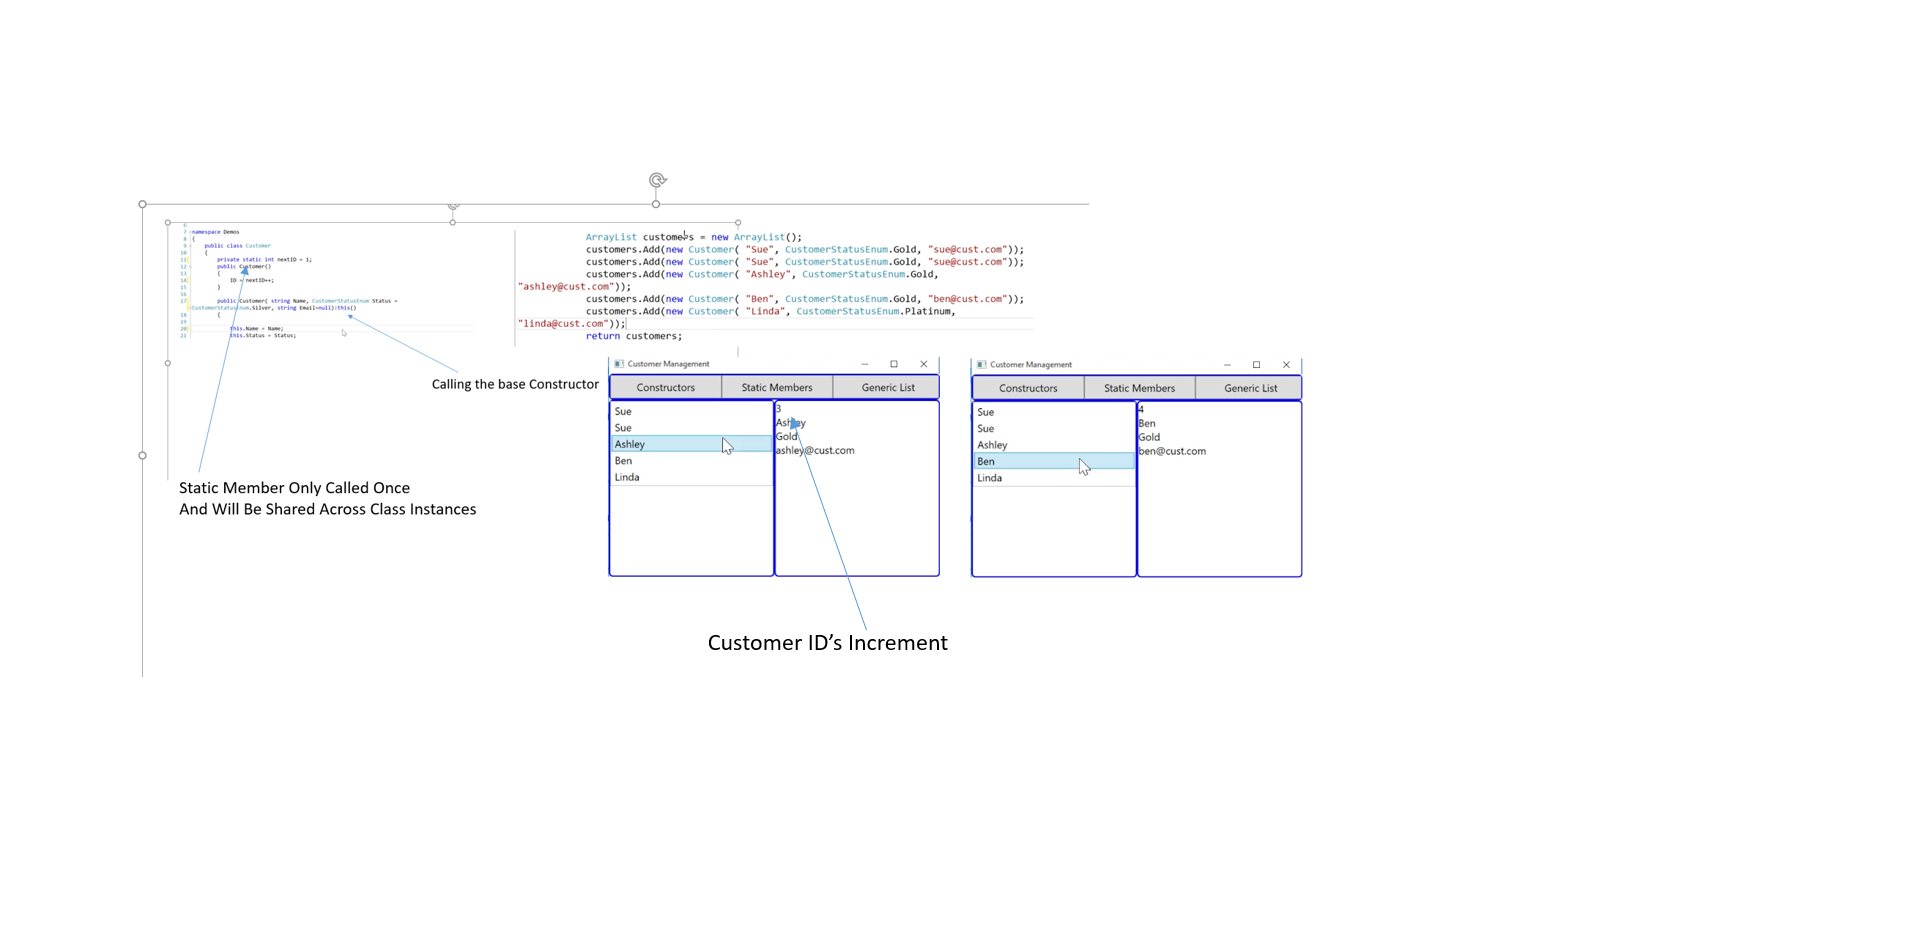 6
7 namespace Demos
8 {
9 public class Customer
10 {
11 private static int nextID = 1;
12 public Customer()
13 {
14 ID = nextID++;
15 }
16
17 public Customer( string Name, CustomerStatusEnum Status =
CustomerStatusEnum.Silver, string Email=null):this()
18 {
19
20 this.Name = Name;
21 this.Status = Status;
ArrayList customers = new ArrayList();
customers.Add(new Customer( "Sue", CustomerStatusEnum.Gold, "sue@cust.com"));
customers.Add(new Customer( "Sue", CustomerStatusEnum.Gold, "sue@cust.com"));
customers.Add(new Customer( "Ashley", CustomerStatusEnum.Gold,
"ashley@cust.com"));
customers.Add(new Customer( "Ben", CustomerStatusEnum.Gold, "ben@cust.com"));
customers.Add(new Customer( "Linda", CustomerStatusEnum.Platinum,
"linda@cust.com"));
return customers;
Calling the base Constructor
Static Member Only Called Once
And Will Be Shared Across Class Instances
Customer Management
Constructors Static Members Generic List
Sue
Sue
Ashley
Ben
Linda
3
Ashley
Gold
ashley@cust.com
Customer Management
Constructors Static Members Generic List
Sue
Sue
Ashley
Ben
Linda
4
Ben
Gold
ben@cust.com
Customer ID’s Increment